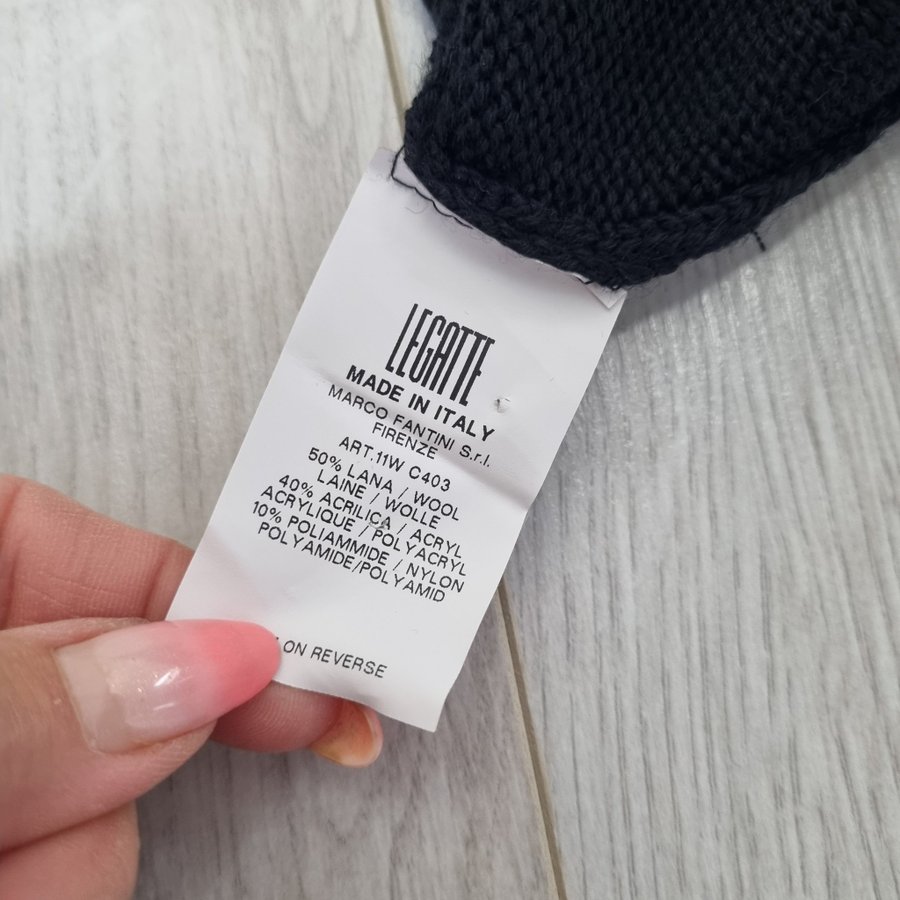 LEGATTE
MADE IN ITALY
MARCO FANTINI S.r.l.
FIRENZE
ART.11W C403
50% LANA / WOOL
LAINE / WOLLE
40% ACRILICA / ACRYL
ACRYLIQUE / POLYACRYL
10% POLIAMMIDE / NYLON
POLYAMIDE/POLYAMID
ON REVERSE